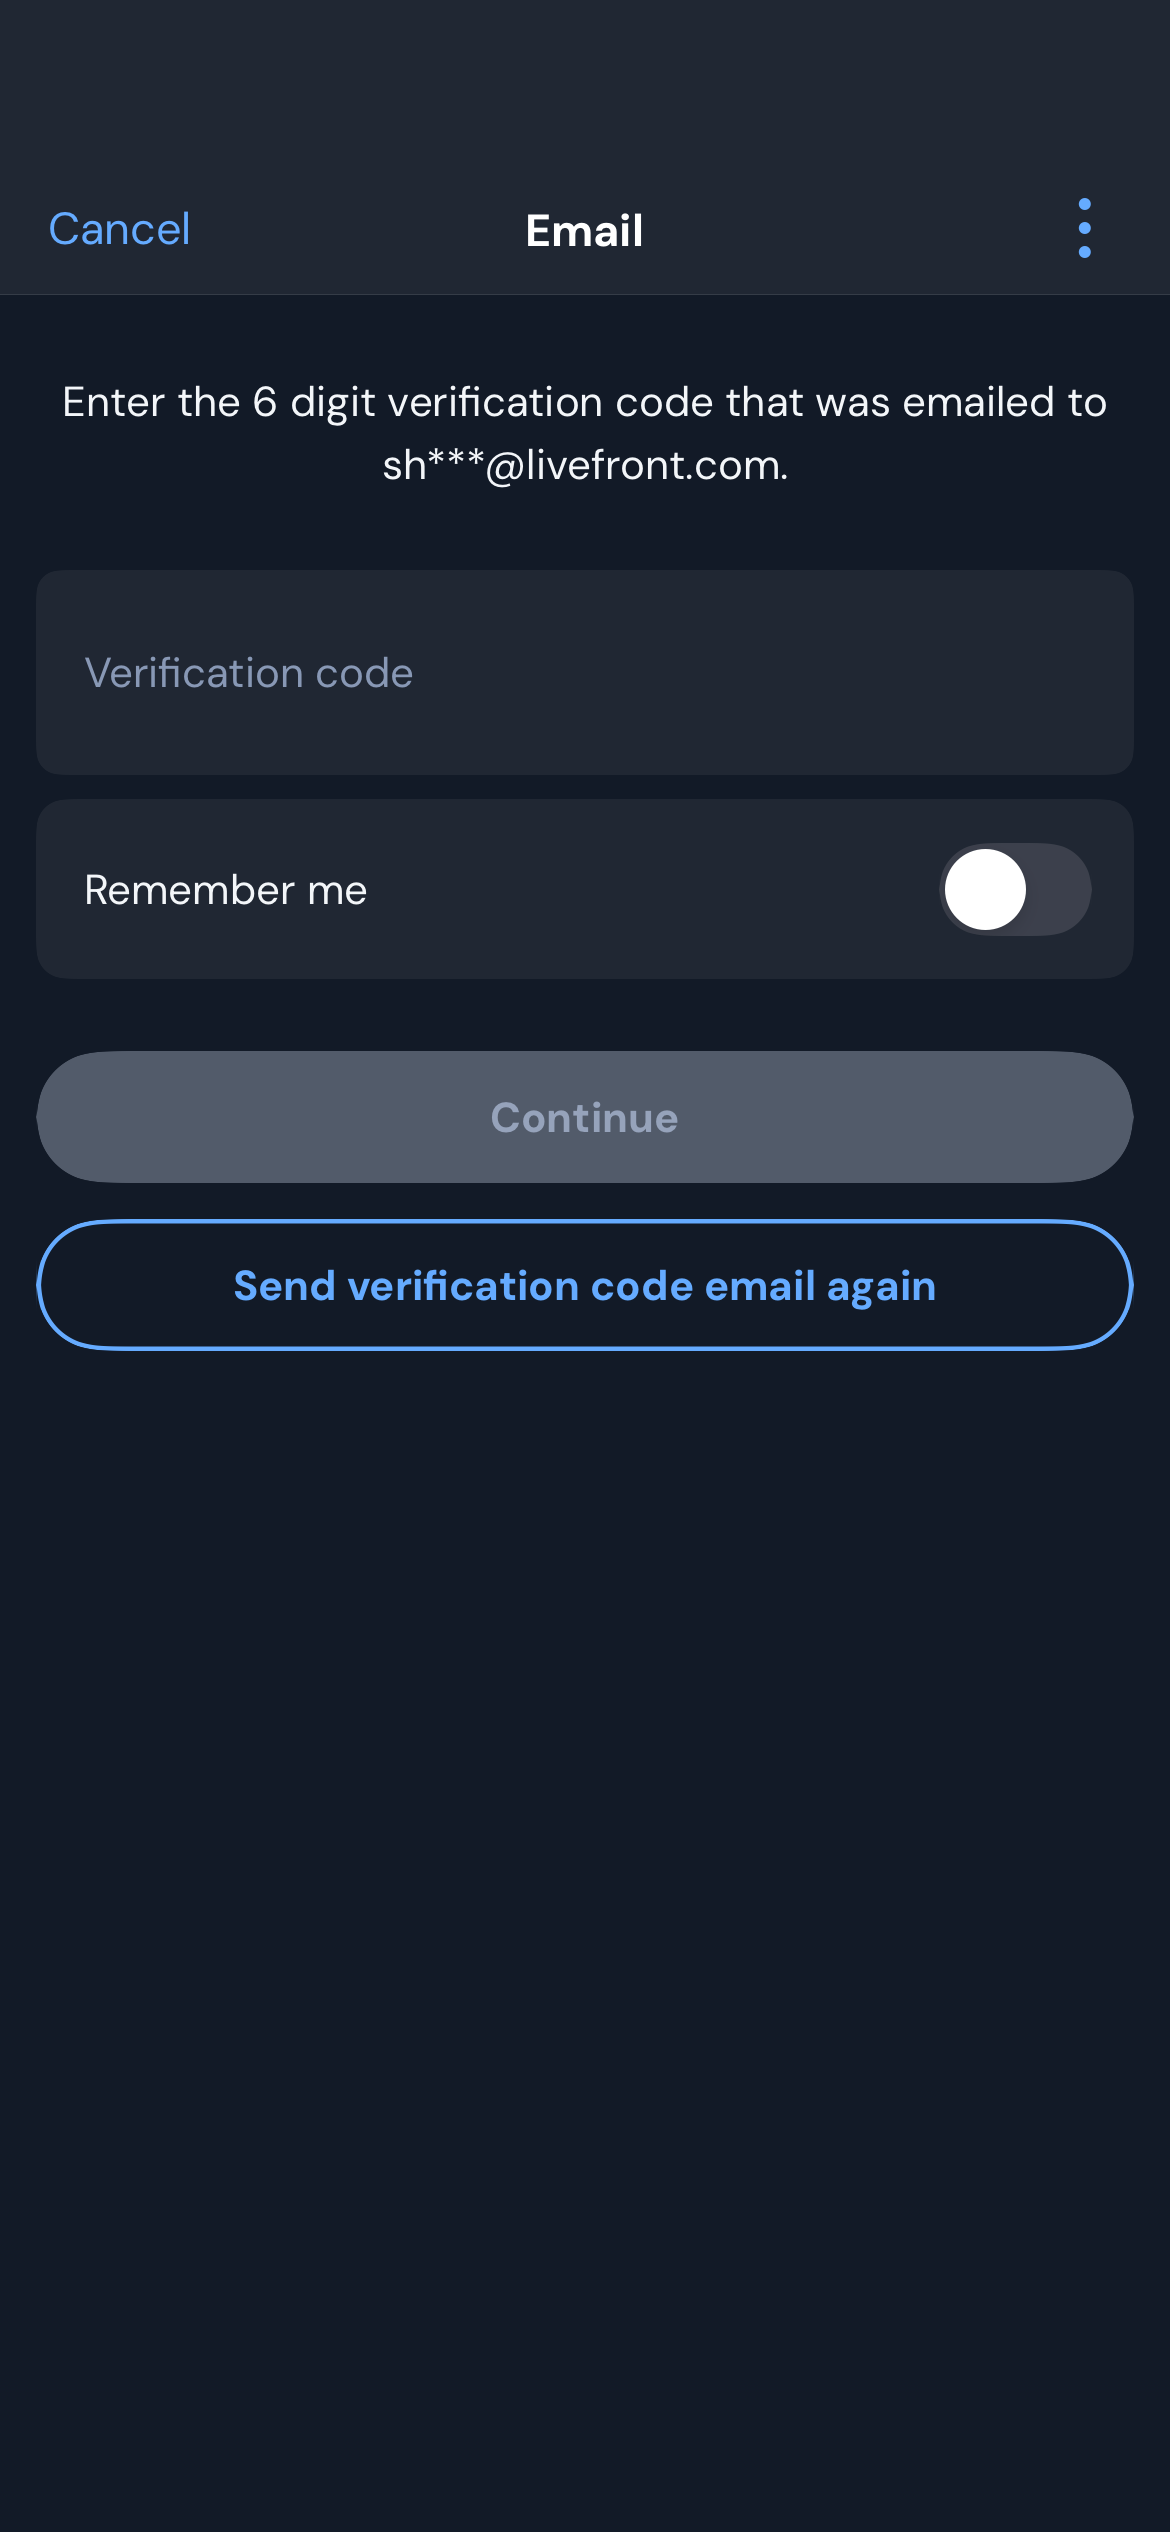 Cancel
Email
Enter the 6 digit verification code that was emailed to
sh***@livefront.com.
Verification code
Remember me
Continue
Send verification code email again